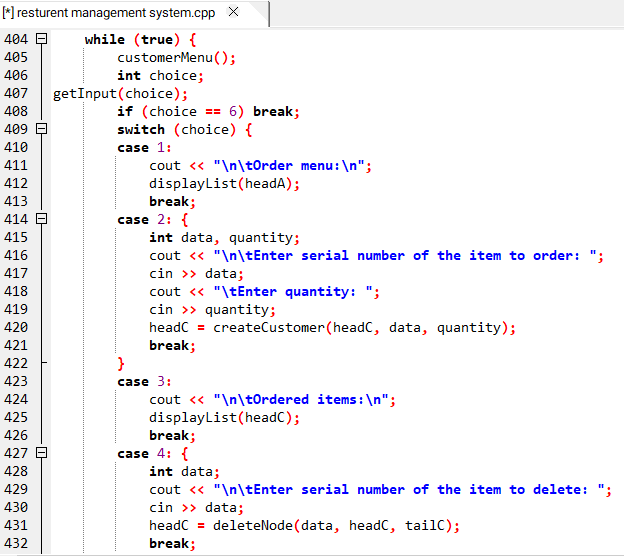 [*] resturent management system.cpp ×
404 while (true) {
405 customerMenu();
406 int choice;
407 getInput(choice);
408 if (choice == 6) break;
409 switch (choice) {
410 case 1:
411 cout << "\n\tOrder menu:\n";
412 displayList(headA);
413 break;
414 case 2: {
415 int data, quantity;
416 cout << "\n\tEnter serial number of the item to order: ";
417 cin >> data;
418 cout << "\tEnter quantity: ";
419 cin >> quantity;
420 headC = createCustomer(headC, data, quantity);
421 break;
422 }
423 case 3:
424 cout << "\n\tOrdered items:\n";
425 displayList(headC);
426 break;
427 case 4: {
428 int data;
429 cout << "\n\tEnter serial number of the item to delete: ";
430 cin >> data;
431 headC = deleteNode(data, headC, tailC);
432 break;